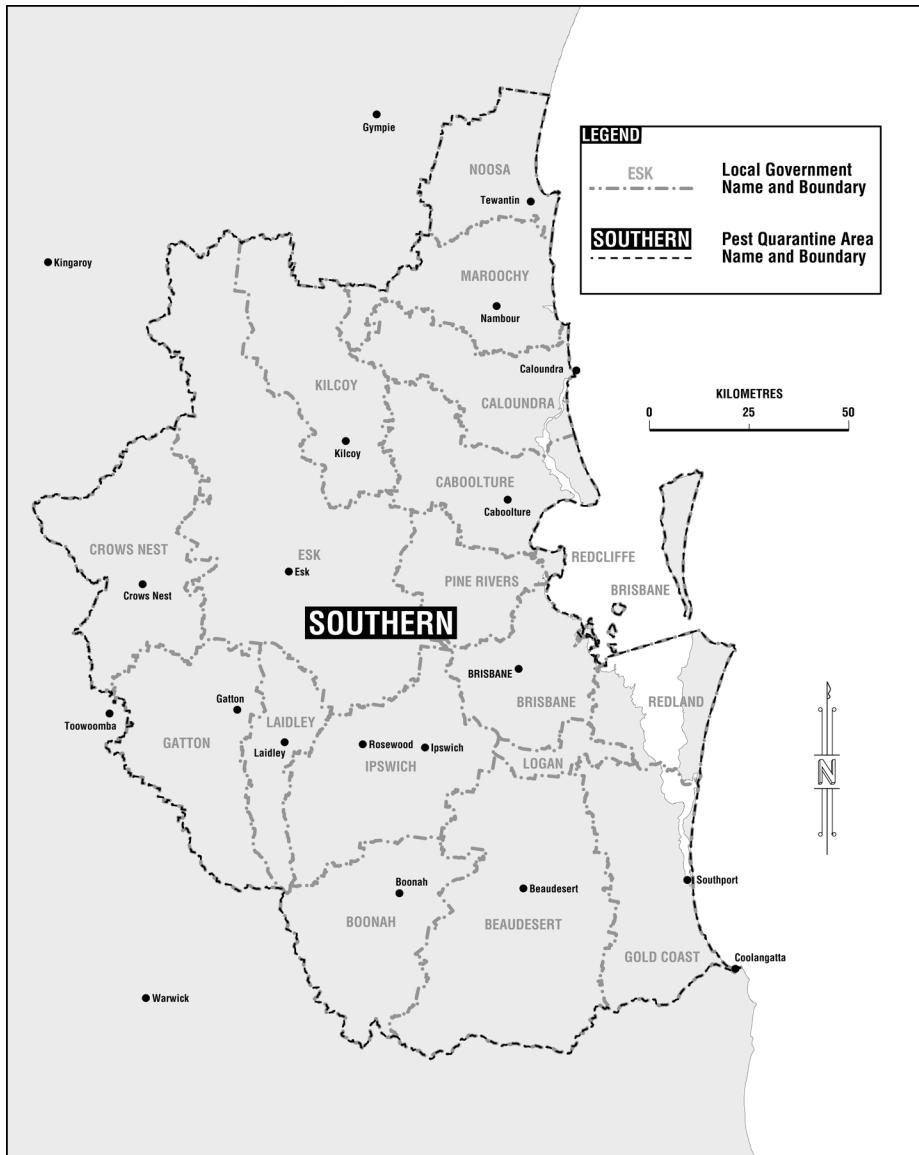 Gympie
LEGEND
ESK
Local Government
Name and Boundary
SOUTHERN
Pest Quarantine Area
Name and Boundary
NOOSA
Tewantin
Kingaroy
MAROOCHY
Nambour
Caloundra
KILCOY
CALOUNDRA
KILOMETRES
0 25 50
Kilcoy
CABOOLTURE
Caboolture
CROWS NEST
ESK
Esk
REDCLIFFE
PINE RIVERS
BRISBANE
Crows Nest
SOUTHERN
BRISBANE
BRISBANE
REDLAND
Gatton
Toowoomba
LAIDLEY
GATTON
Laidley
Rosewood
Ipswich
IPSWICH
LOGAN
N
Boonah
Beaudesert
Southport
BOONAH
BEAUDESERT
GOLD COAST
Coolangatta
Warwick